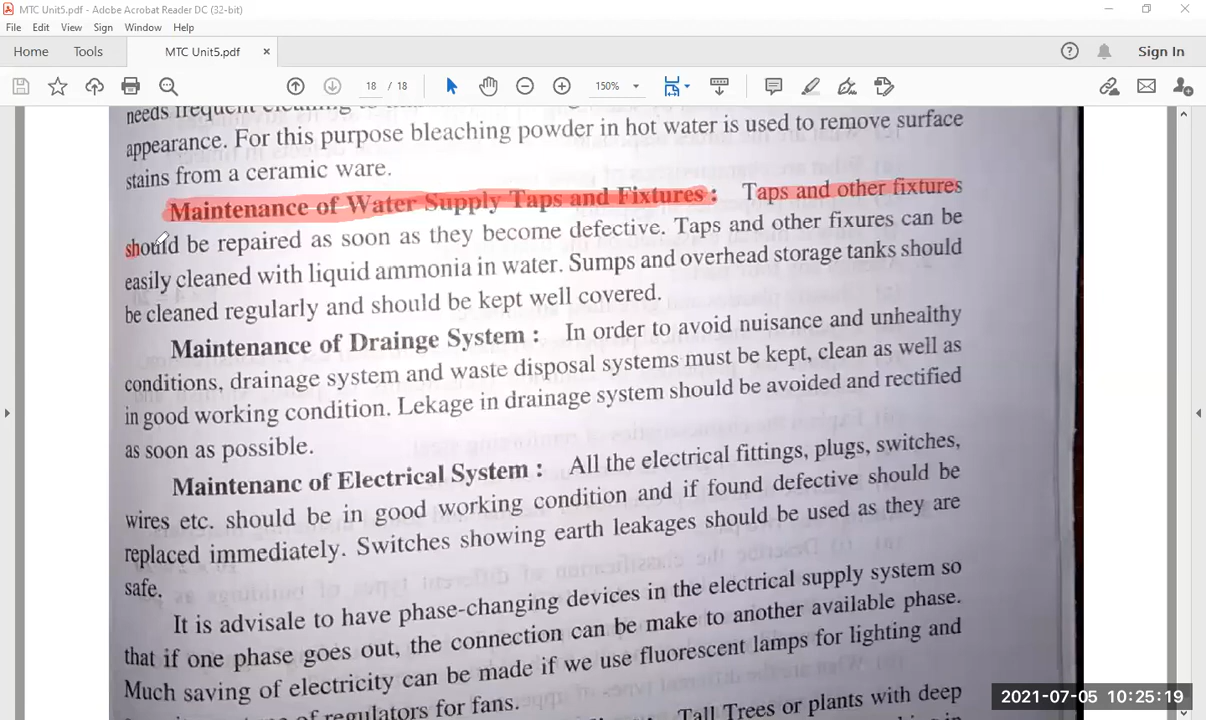 MTC Unit5.pdf - Adobe Acrobat Reader DC (32-bit)
File Edit View Sign Window Help
Home Tools MTC Unit5.pdf × Sign In
18 / 18 150%
needs frequent
appearance. For this purpose bleaching powder in hot water is used to remove surface
stains from a ceramic ware.
Maintenance of Water Supply Taps and Fixtures : Taps and other fixtures
should be repaired as soon as they become defective. Taps and other fixures can be
easily cleaned with liquid ammonia in water. Sumps and overhead storage tanks should
be cleaned regularly and should be kept well covered.
Maintenance of Drainge System : In order to avoid nuisance and unhealthy
conditions, drainage system and waste disposal systems must be kept, clean as well as
in good working condition. Lekage in drainage system should be avoided and rectified
as soon as possible.
Maintenanc of Electrical System : All the electrical fittings, plugs, switches,
wires etc. should be in good working condition and if found defective should be
replaced immediately. Switches showing earth leakages should be used as they are
safe.
It is advisale to have phase-changing devices in the electrical supply system so
that if one phase goes out, the connection can be make to another available phase.
Much saving of electricity can be made if we use fluorescent lamps for lighting and
of regulators for fans.
Tall Trees or plants with deep
2021-07-05 10:25:19